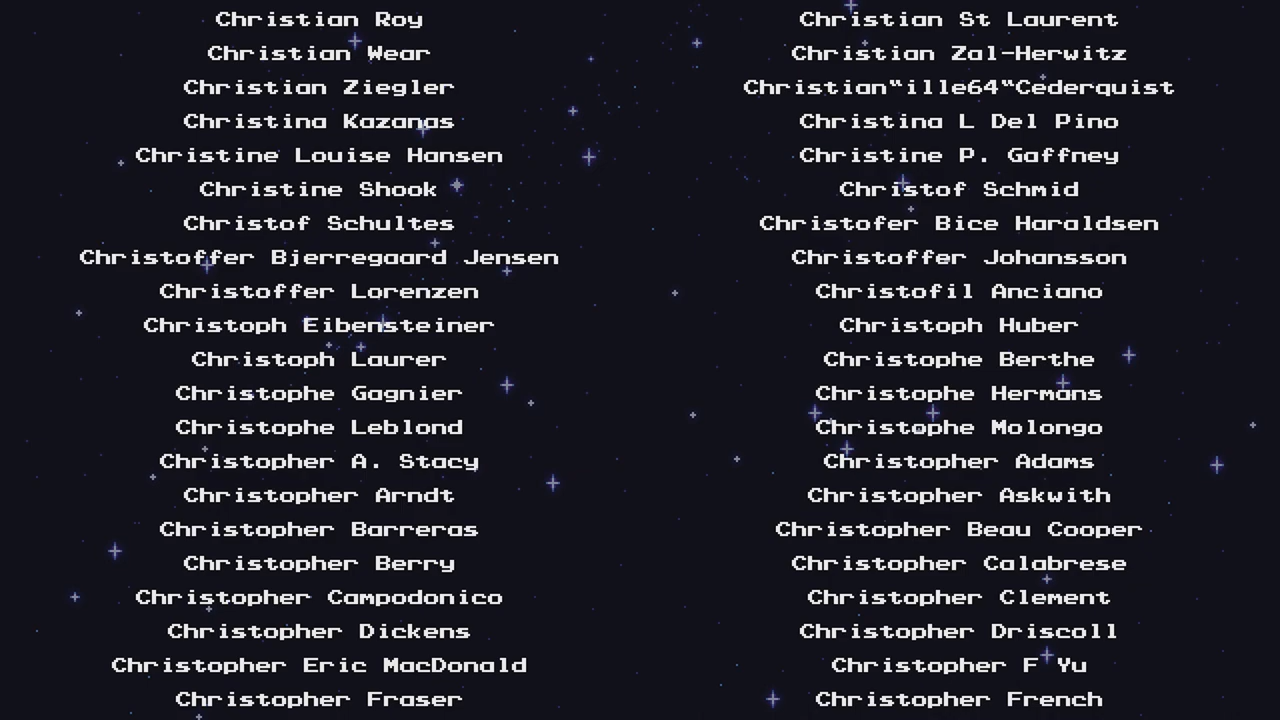 Christian Roy
Christian St Laurent
Christian Wear
Christian Zal-Herwitz
Christian Ziegler
Christian"ille64"Cederquist
Christina Kazanas
Christina L Del Pino
Christine Louise Hansen
Christine P. Gaffney
Christine Shook
Christof Schmid
Christof Schultes
Christofer Bice Haraldsen
Christoffer Bjerregaard Jensen
Christoffer Johansson
Christoffer Lorenzen
Christofil Anciano
Christoph Eibensteiner
Christoph Huber
Christoph Laurer
Christophe Berthe
Christophe Gagnier
Christophe Hermans
Christophe Leblond
Christophe Molongo
Christopher A. Stacy
Christopher Adams
Christopher Arndt
Christopher Askwith
Christopher Barreras
Christopher Beau Cooper
Christopher Berry
Christopher Calabrese
Christopher Campodonico
Christopher Clement
Christopher Dickens
Christopher Driscoll
Christopher Eric MacDonald
Christopher F Yu
Christopher Fraser
Christopher French